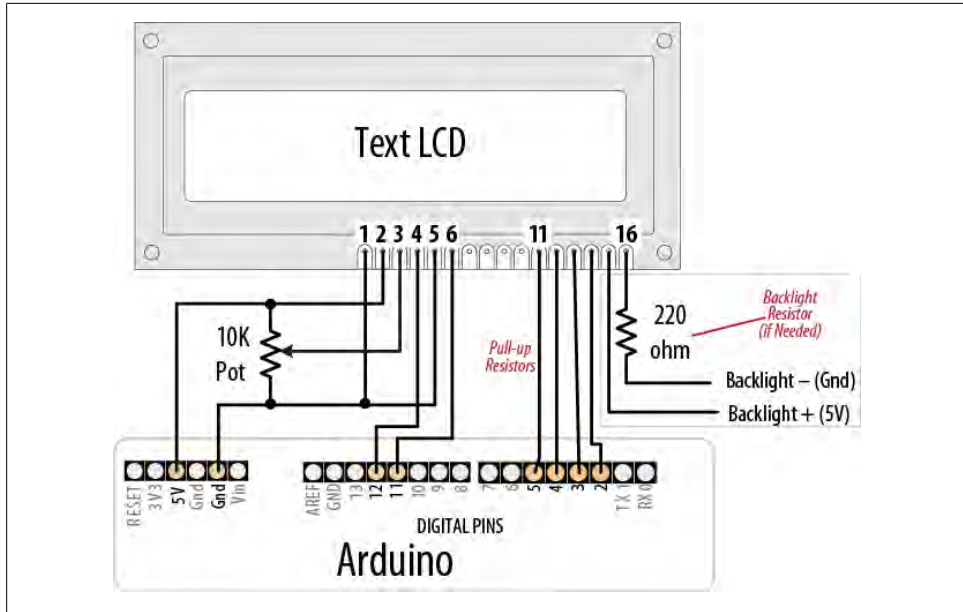 Text LCD
1 2 3 4 5 6 11 16
10K
Pot
Pull-up
Resistors
220
ohm
Backlight
Resistor
(if Needed)
Backlight – (Gnd)
Backlight + (5V)
RESET
3V3
5V
Gnd
Gnd
Vin
AREF
GND
13
12
11
10
9
8
7
6
5
4
3
2
TX 1
RX 0
DIGITAL PINS
Arduino